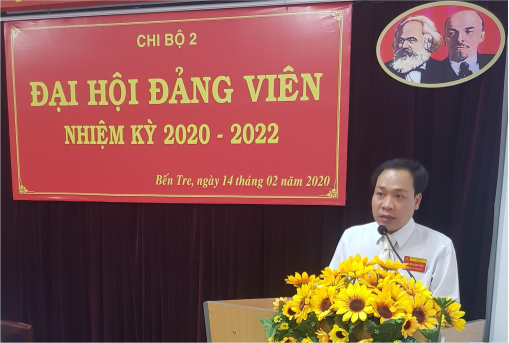 CHI BỘ 2
ĐẠI HỘI ĐẢNG VIÊN
NHIỆM KỲ 2020 - 2022
Bến Tre, ngày 14 tháng 02 năm 2020